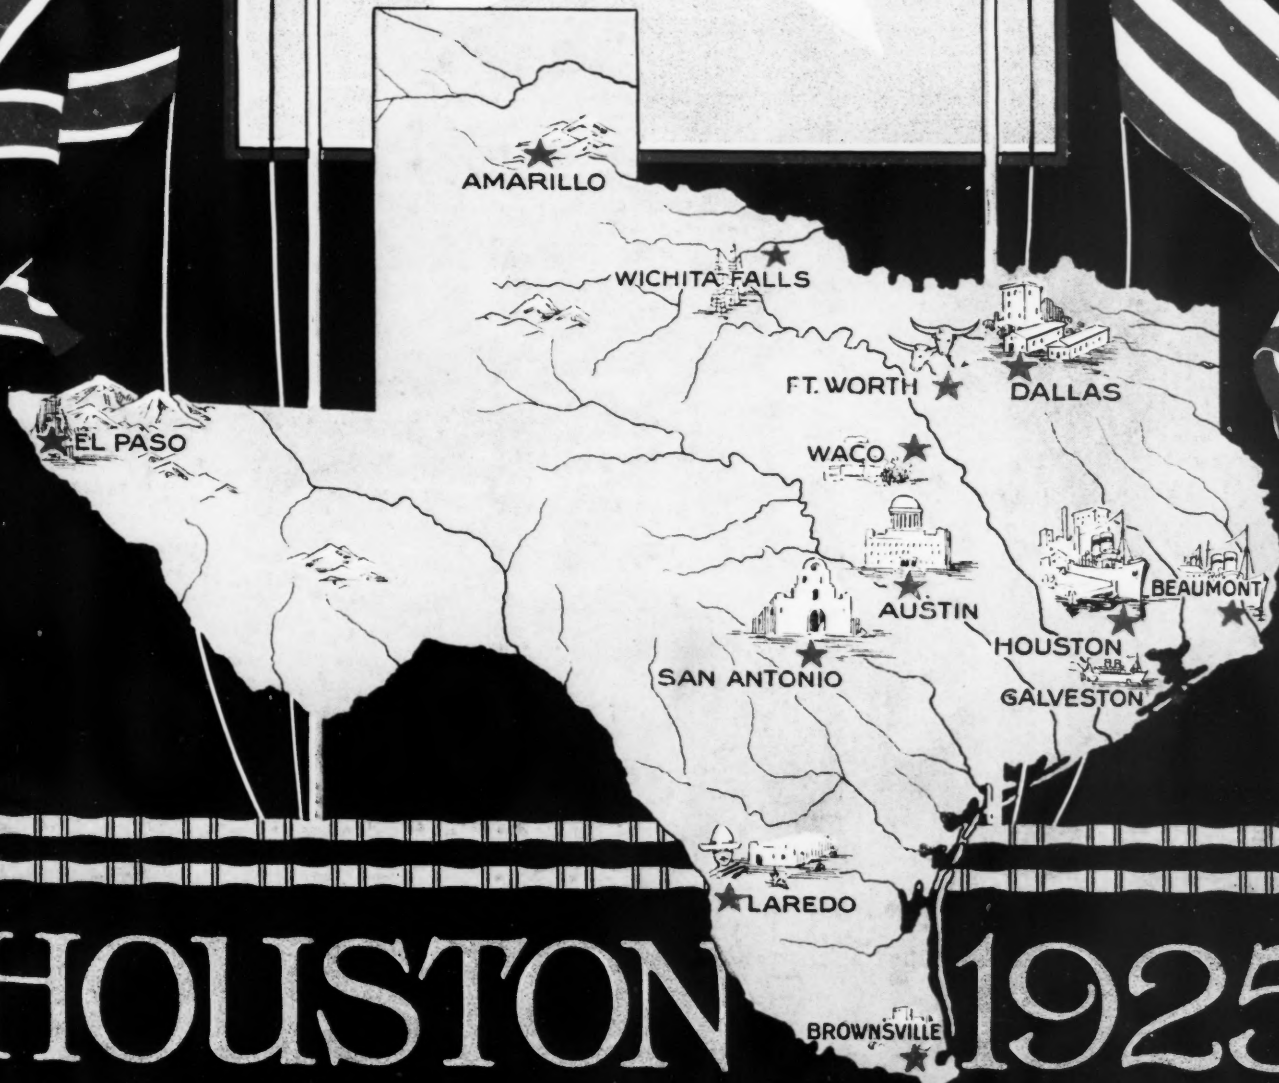 AMARILLO
WICHITA FALLS
FT. WORTH
DALLAS
EL PASO
WACO
BEAUMONT
AUSTIN
HOUSTON
SAN ANTONIO
GALVESTON
LAREDO
BROWNSVILLE
HOUSTON 1925